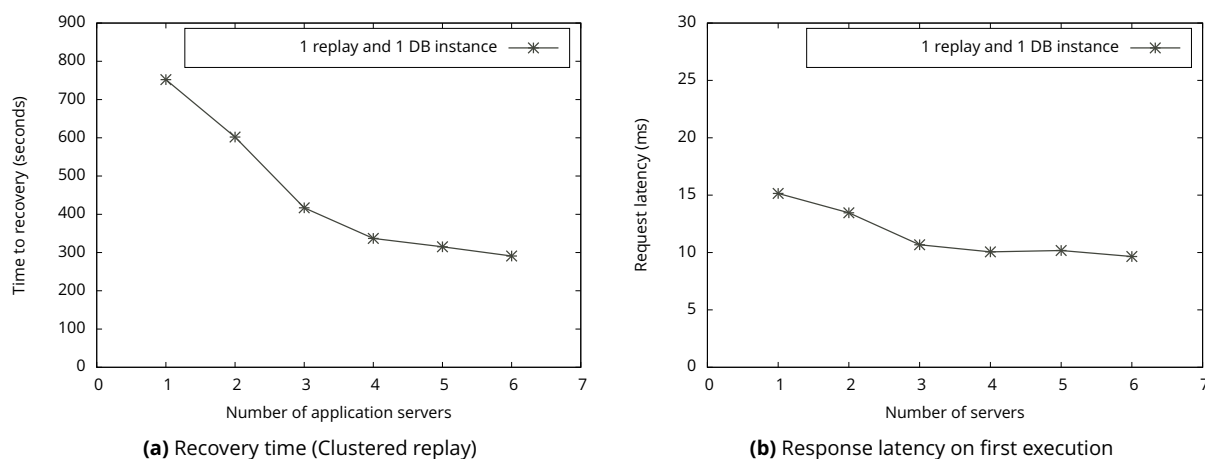 900
800
700
600
500
400
300
200
100
0
0 1 2 3 4 5 6 7
Time to recovery (seconds)
Number of application servers
1 replay and 1 DB instance
(a) Recovery time (Clustered replay)
30
25
20
15
10
5
0
0 1 2 3 4 5 6 7
Request latency (ms)
Number of servers
1 replay and 1 DB instance
(b) Response latency on first execution